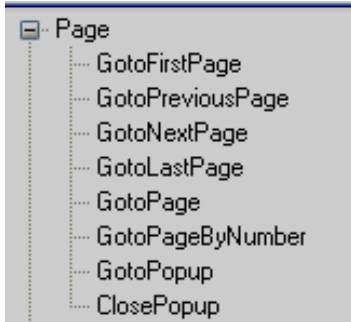 Page
GotoFirstPage
GotoPreviousPage
GotoNextPage
GotoLastPage
GotoPage
GotoPageByNumber
GotoPopup
ClosePopup